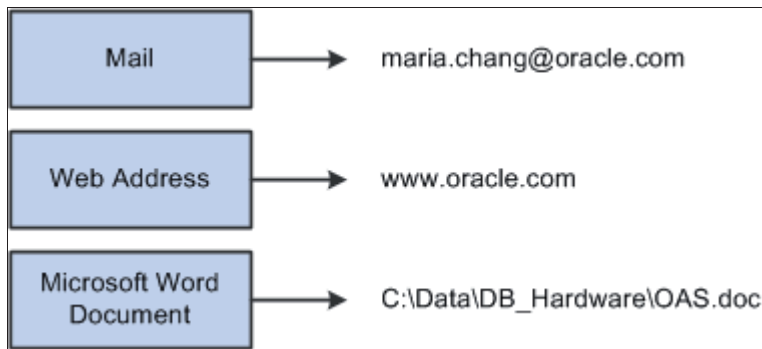 Mail
maria.chang@oracle.com
Web Address
www.oracle.com
Microsoft Word
Document
C:\Data\DB_Hardware\OAS.doc